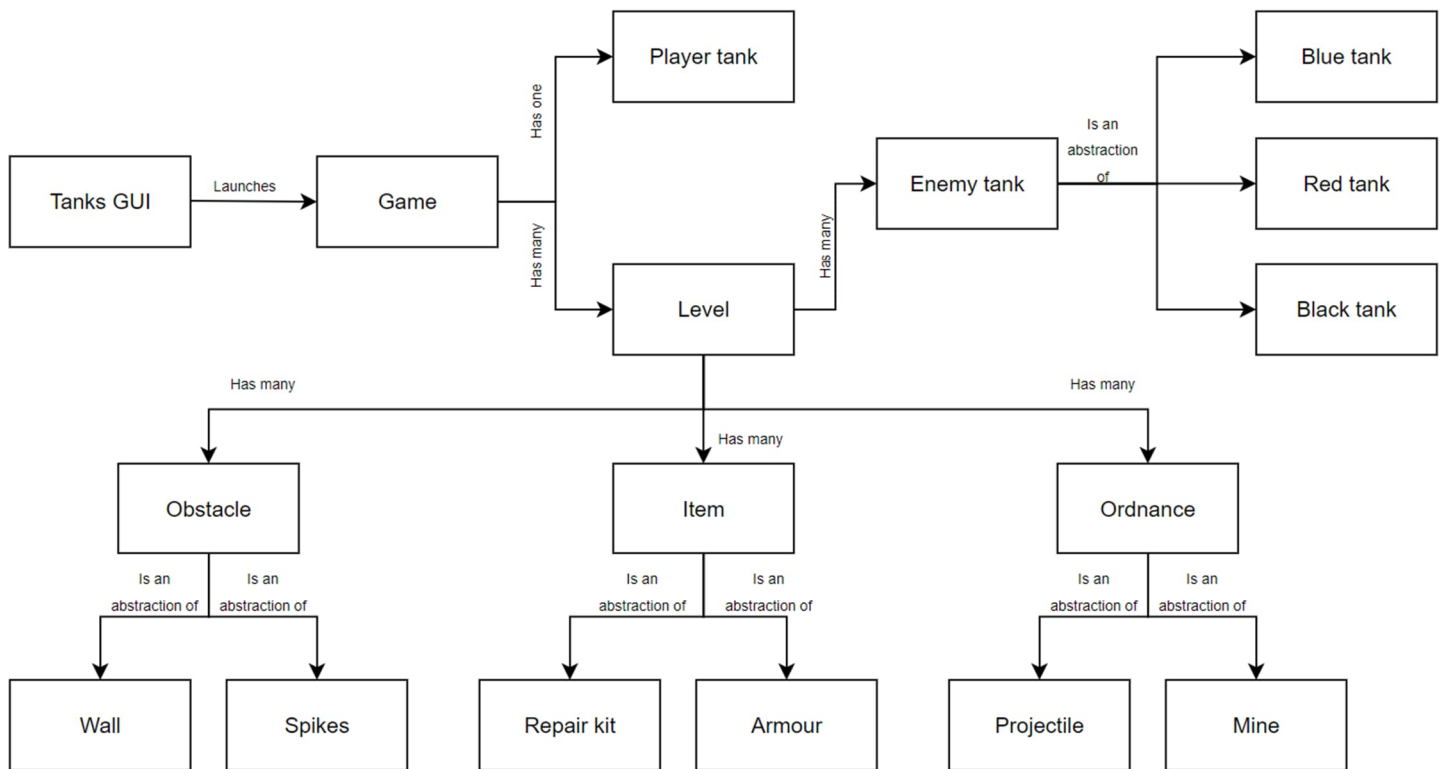 Player tank
Blue tank
Has one
Is an
abstraction
of
Tanks GUI
Launches
Game
Enemy tank
Red tank
Has many
Has many
Level
Black tank
Has many
Has many
Has many
Obstacle
Item
Ordnance
Is an
abstraction of
Is an
abstraction of
Is an
abstraction of
Is an
abstraction of
Is an
abstraction of
Is an
abstraction of
Wall
Spikes
Repair kit
Armour
Projectile
Mine